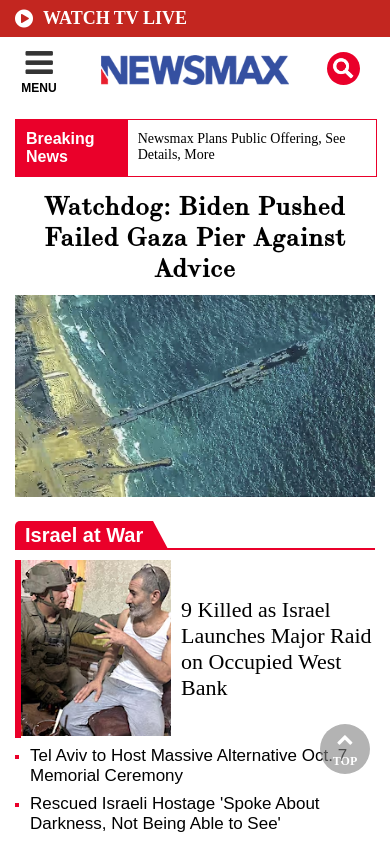 WATCH TV LIVE
MENU
NEWSMAX
Breaking
News
Newsmax Plans Public Offering, See
Details, More
Watchdog: Biden Pushed
Failed Gaza Pier Against
Advice
Israel at War
9 Killed as Israel
Launches Major Raid
on Occupied West
Bank
Tel Aviv to Host Massive Alternative Oct. 7
Memorial Ceremony
TOP
Rescued Israeli Hostage 'Spoke About
Darkness, Not Being Able to See'